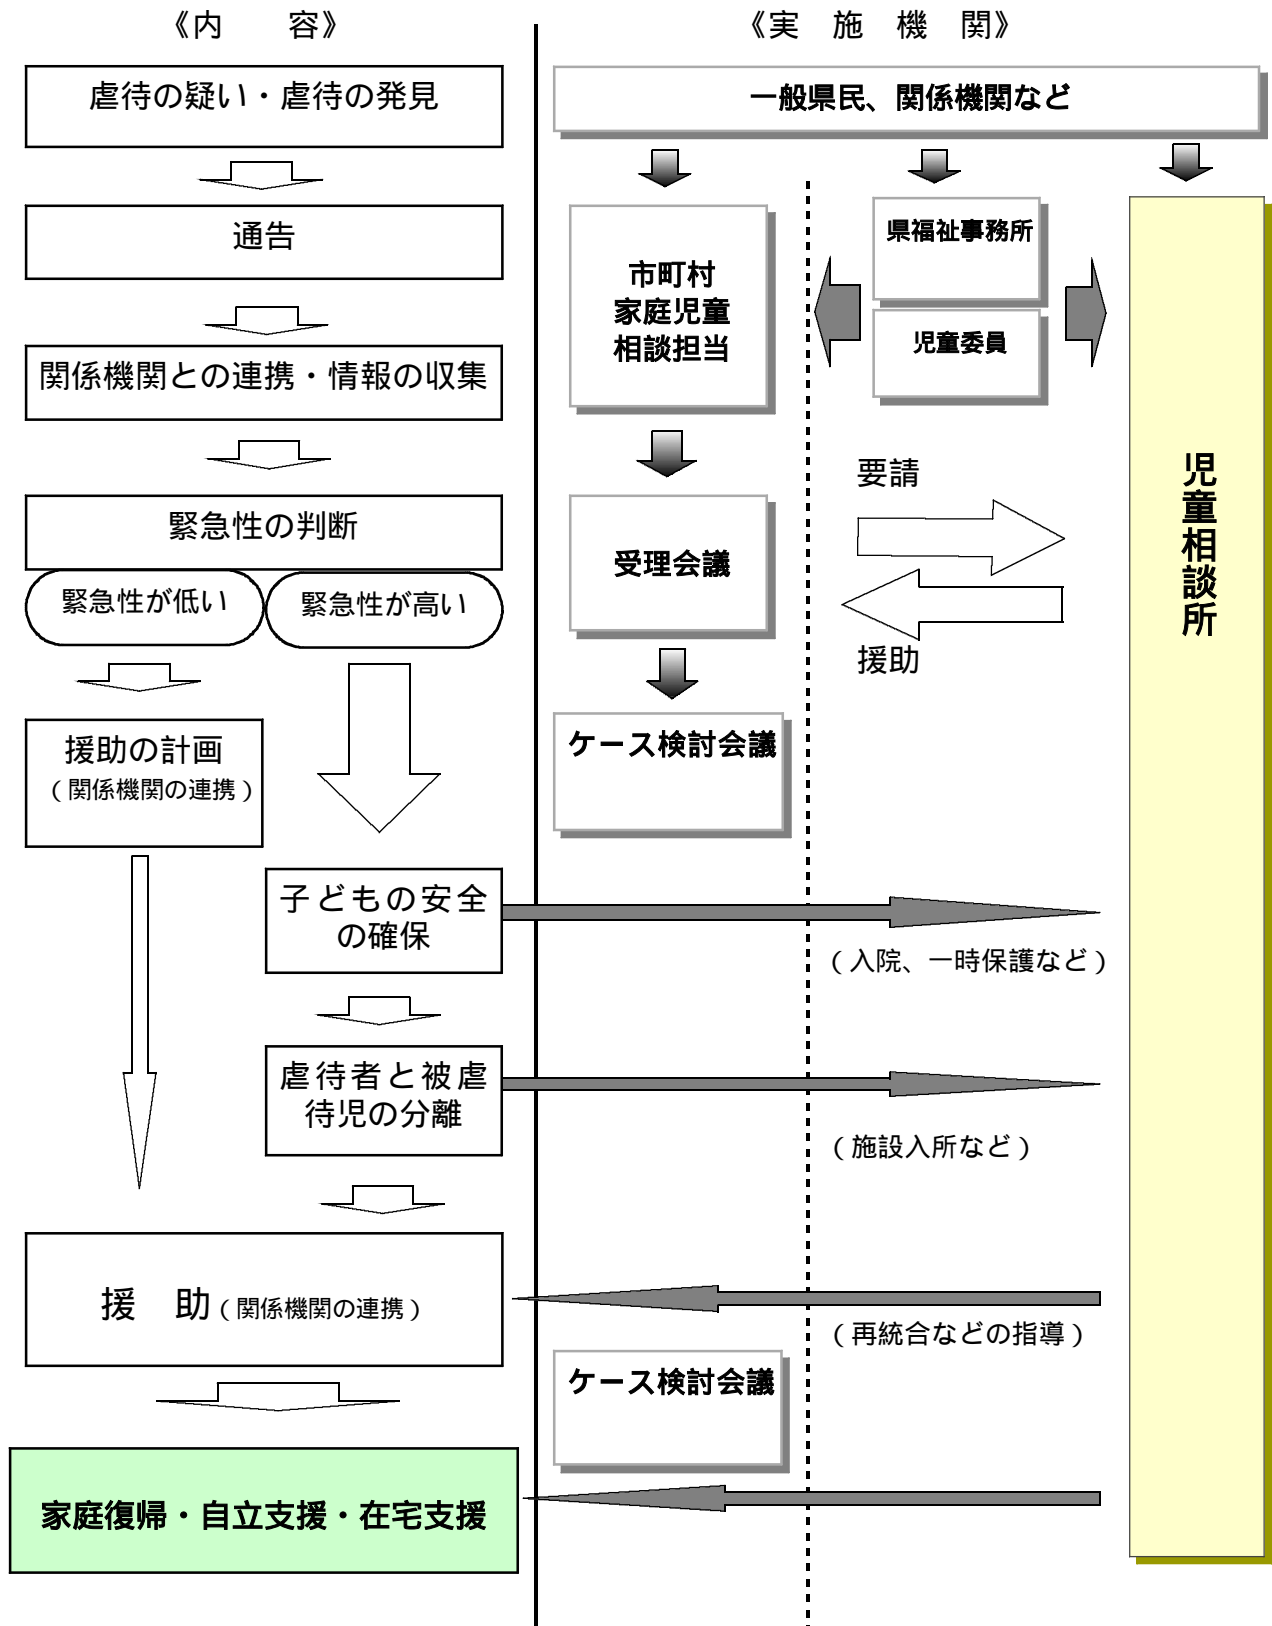 《内　　容》
《実　施　機　関》
虐待の疑い・虐待の発見
通告
関係機関との連携・情報の収集
緊急性の判断
緊急性が低い
緊急性が高い
援助の計画
（関係機関の連携）
子どもの安全
の確保
虐待者と被虐
待児の分離
援　助（関係機関の連携）
家庭復帰・自立支援・在宅支援
一般県民、関係機関など
市町村
家庭児童
相談担当
県福祉事務所
児童委員
受理会議
要請
援助
ケース検討会議
（入院、一時保護など）
（施設入所など）
（再統合などの指導）
ケース検討会議
児童相談所